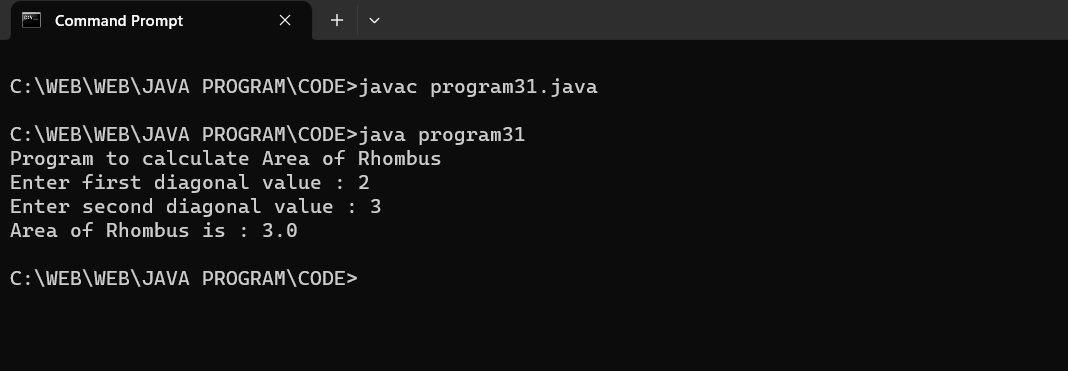 Command Prompt
C:\WEB\WEB\JAVA PROGRAM\CODE>javac program31.java
C:\WEB\WEB\JAVA PROGRAM\CODE>java program31
Program to calculate Area of Rhombus
Enter first diagonal value : 2
Enter second diagonal value : 3
Area of Rhombus is : 3.0
C:\WEB\WEB\JAVA PROGRAM\CODE>